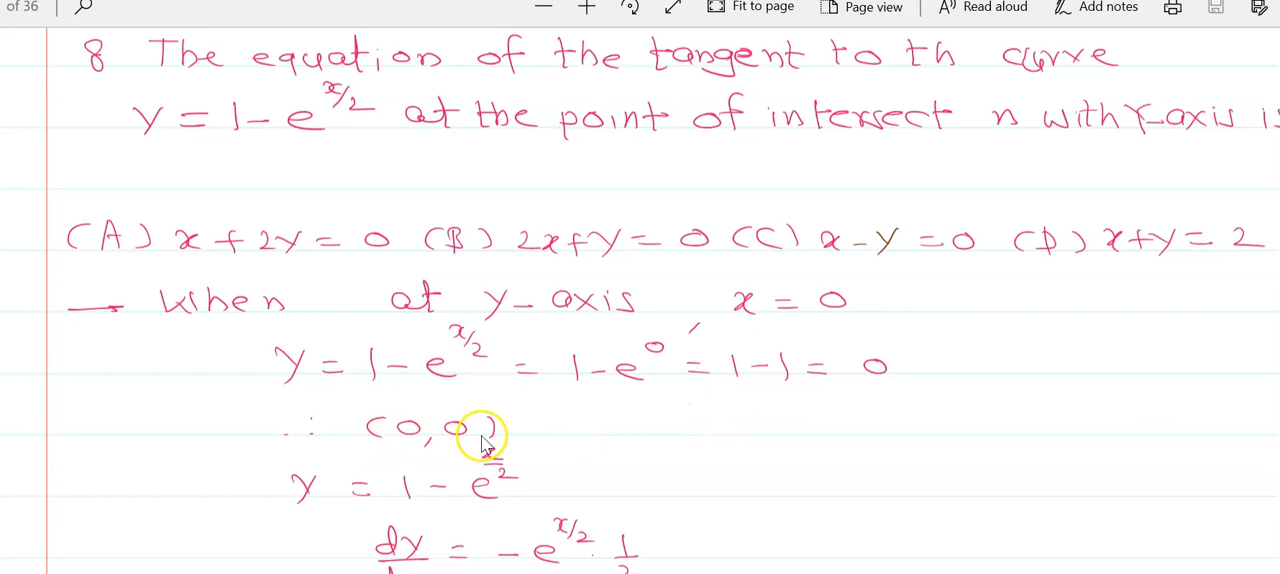 of 36 Fit to page Page view Read aloud Add notes
8 The equation of the tangent to th curve
y = 1 - e^{x/2} at the point of intersect n with Y-axis is
(A) x + 2y = 0 (B) 2x + y = 0 (C) x - y = 0 (D) x + y = 2
→ When at y-axis x = 0
y = 1 - e^{x/2} = 1 - e^0 = 1 - 1 = 0
∴ (0,0)
y = 1 - e^{x/2}
dy = - e^{x/2} . 1